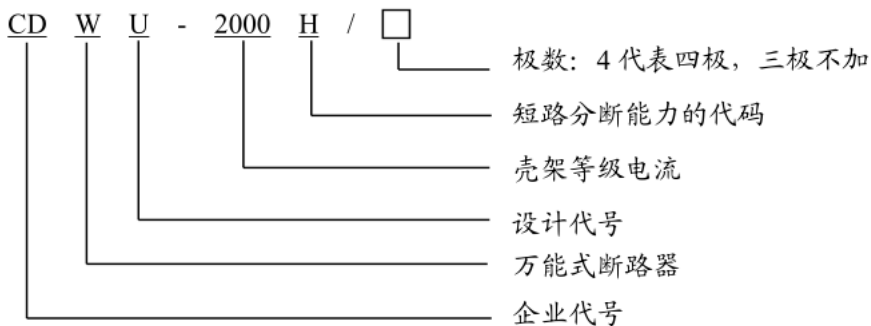 CD W U - 2000 H / □
极数：4 代表四极，三极不加
短路分断能力的代码
壳架等级电流
设计代号
万能式断路器
企业代号